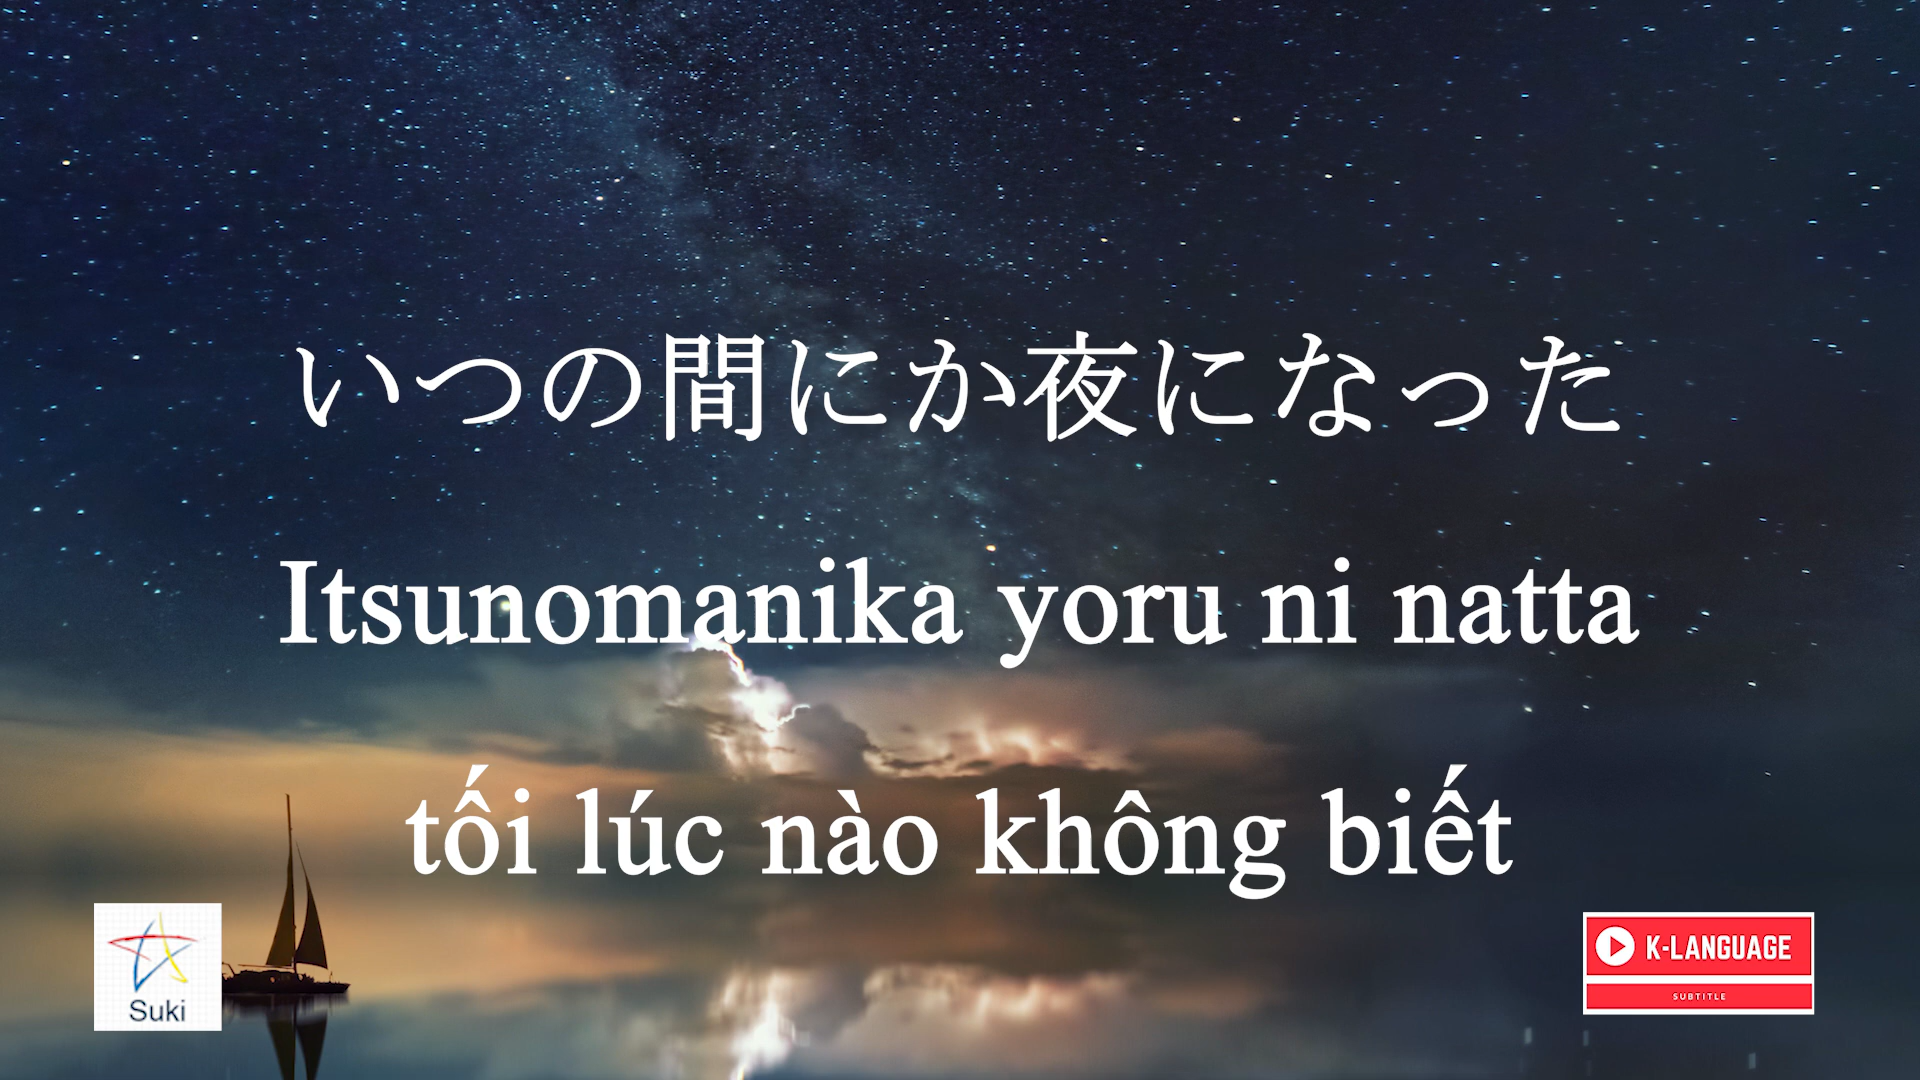 いつの間にか夜になった
Itsunomanika yoru ni natta
tối lúc nào không biết
Suki
K-LANGUAGE
SUBTITLE